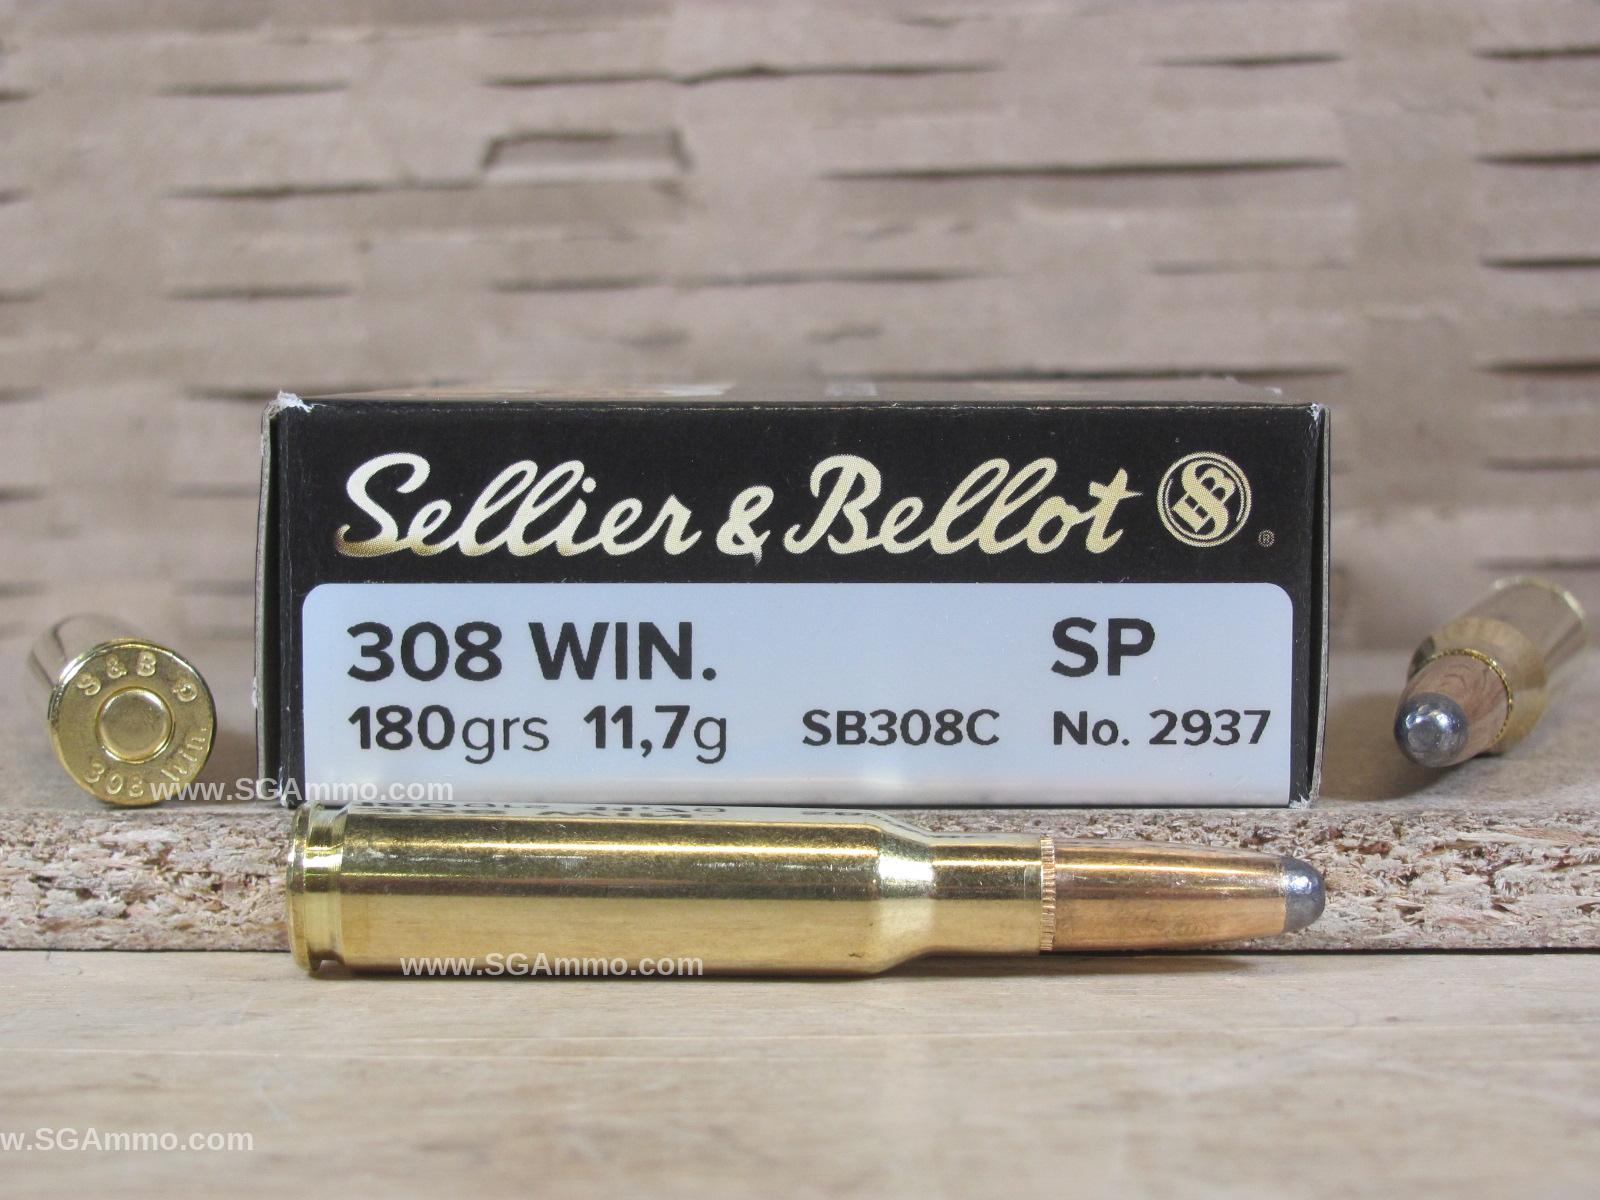 Sellier & Bellot SB ®
308 WIN. SP
180grs 11,7g SB308C No. 2937
S & B
308 Win.
www.SGAmmo.com
www.SGAmmo.com
w.SGAmmo.com